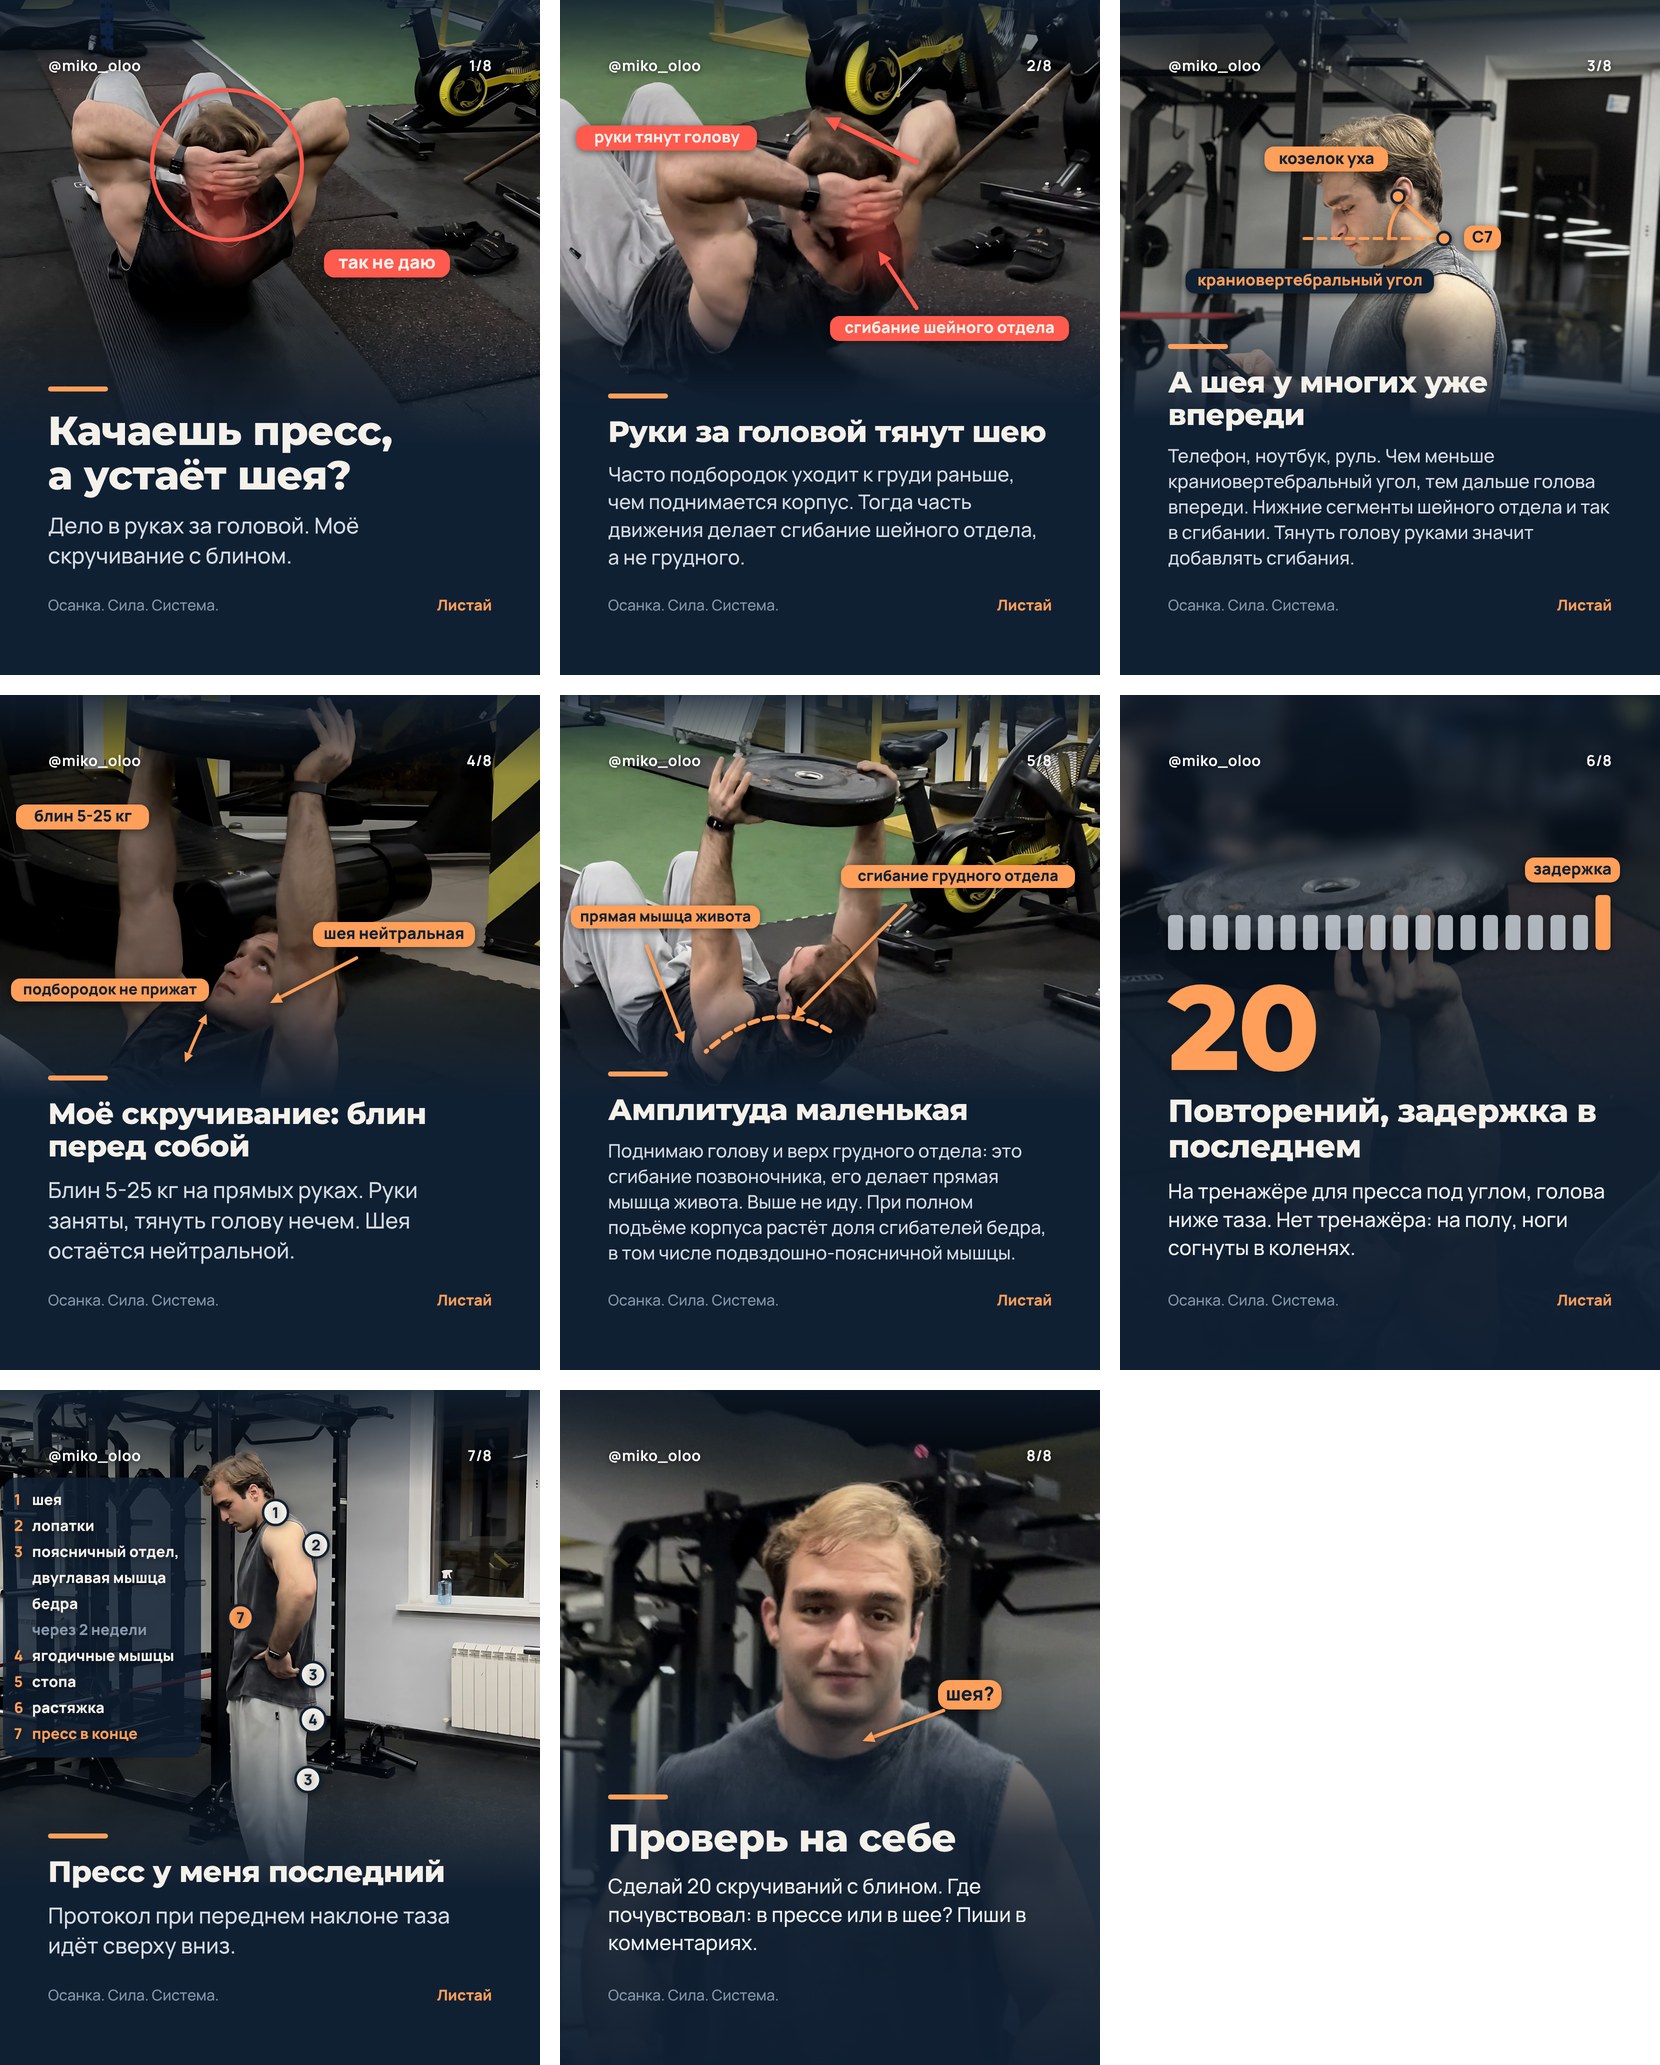 @miko_oloo
1/8
так не даю
Качаешь пресс,
а устаёт шея?
Дело в руках за головой. Моё
скручивание с блином.
Осанка. Сила. Система.
Листай
@miko_oloo
2/8
руки тянут голову
сгибание шейного отдела
Руки за головой тянут шею
Часто подбородок уходит к груди раньше,
чем поднимается корпус. Тогда часть
движения делает сгибание шейного отдела,
а не грудного.
Осанка. Сила. Система.
Листай
@miko_oloo
3/8
козелок уха
C7
краниовертебральный угол
А шея у многих уже
впереди
Телефон, ноутбук, руль. Чем меньше
краниовертебральный угол, тем дальше голова
впереди. Нижние сегменты шейного отдела и так
в сгибании. Тянуть голову руками значит
добавлять сгибания.
Осанка. Сила. Система.
Листай
@miko_oloo
4/8
блин 5-25 кг
шея нейтральная
подбородок не прижат
Моё скручивание: блин
перед собой
Блин 5-25 кг на прямых руках. Руки
заняты, тянуть голову нечем. Шея
остаётся нейтральной.
Осанка. Сила. Система.
Листай
@miko_oloo
5/8
сгибание грудного отдела
прямая мышца живота
Амплитуда маленькая
Поднимаю голову и верх грудного отдела: это
сгибание позвоночника, его делает прямая
мышца живота. Выше не иду. При полном
подъёме корпуса растёт доля сгибателей бедра,
в том числе подвздошно-поясничной мышцы.
Осанка. Сила. Система.
Листай
@miko_oloo
6/8
задержка
20
Повторений, задержка в
последнем
На тренажёре для пресса под углом, голова
ниже таза. Нет тренажёра: на полу, ноги
согнуты в коленях.
Осанка. Сила. Система.
Листай
@miko_oloo
7/8
1 шея
2 лопатки
3 поясничный отдел,
двуглавая мышца
бедра
через 2 недели
4 ягодичные мышцы
5 стопа
6 растяжка
7 пресс в конце
1
2
7
3
4
3
Пресс у меня последний
Протокол при переднем наклоне таза
идёт сверху вниз.
Осанка. Сила. Система.
Листай
@miko_oloo
8/8
шея?
Проверь на себе
Сделай 20 скручиваний с блином. Где
почувствовал: в прессе или в шее? Пиши в
комментариях.
Осанка. Сила. Система.